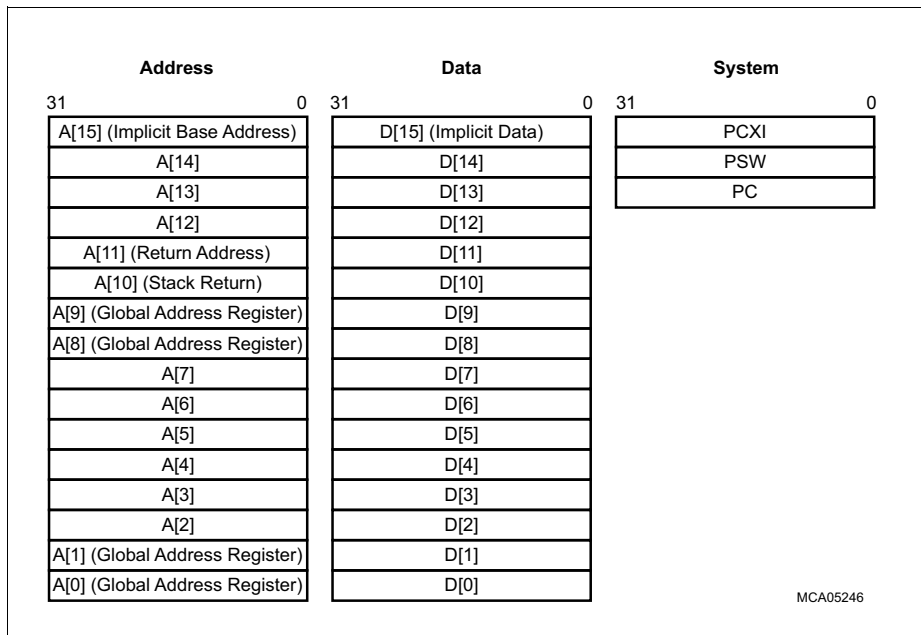 Address Data System
31 0 31 0 31 0
A[15] (Implicit Base Address) D[15] (Implicit Data) PCXI
A[14] D[14] PSW
A[13] D[13] PC
A[12] D[12]
A[11] (Return Address) D[11]
A[10] (Stack Return) D[10]
A[9] (Global Address Register) D[9]
A[8] (Global Address Register) D[8]
A[7] D[7]
A[6] D[6]
A[5] D[5]
A[4] D[4]
A[3] D[3]
A[2] D[2]
A[1] (Global Address Register) D[1]
A[0] (Global Address Register) D[0]
MCA05246